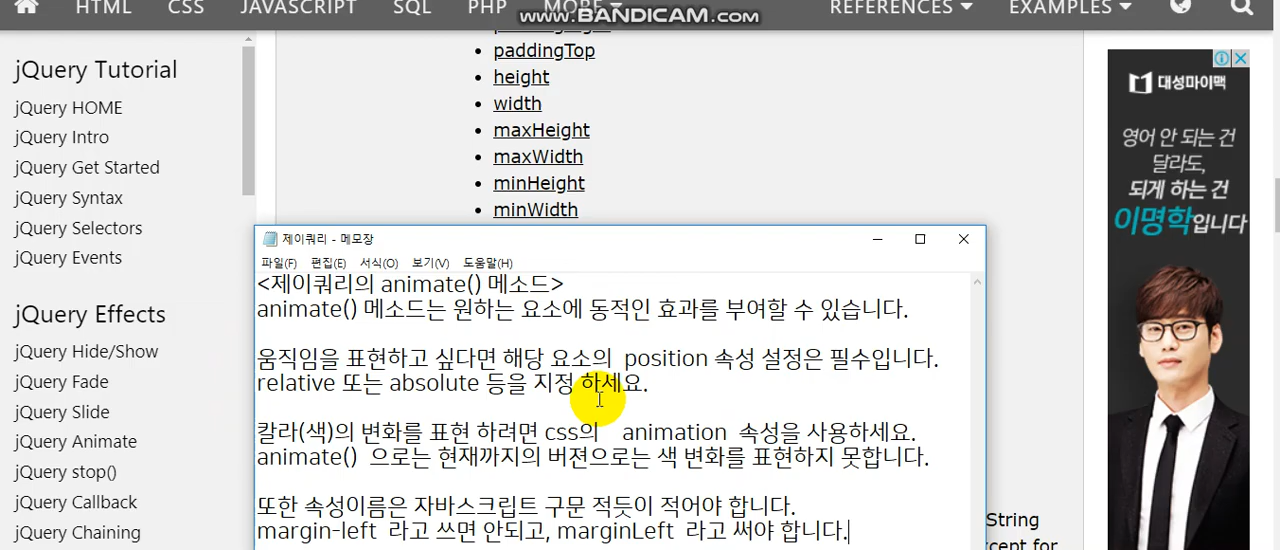 HTML CSS JAVASCRIPT SQL PHP MORE REFERENCES EXAMPLES
www.BANDICAM.com
jQuery Tutorial
jQuery HOME
jQuery Intro
jQuery Get Started
jQuery Syntax
jQuery Selectors
jQuery Events
jQuery Effects
jQuery Hide/Show
jQuery Fade
jQuery Slide
jQuery Animate
jQuery stop()
jQuery Callback
jQuery Chaining
paddingTop
height
width
maxHeight
maxWidth
minHeight
minWidth
제이쿼리 - 메모장
파일(F) 편집(E) 서식(O) 보기(V) 도움말(H)
<제이쿼리의 animate() 메소드>
animate() 메소드는 원하는 요소에 동적인 효과를 부여할 수 있습니다.
움직임을 표현하고 싶다면 해당 요소의 position 속성 설정은 필수입니다.
relative 또는 absolute 등을 지정 하세요.
칼라(색)의 변화를 표현 하려면 css의 animation 속성을 사용하세요.
animate() 으로는 현재까지의 버젼으로는 색 변화를 표현하지 못합니다.
또한 속성이름은 자바스크립트 구문 적듯이 적어야 합니다.
margin-left 라고 쓰면 안되고, marginLeft 라고 써야 합니다.
String
cept for
대성마이맥
영어 안 되는 건
달라도,
되게 하는 건
이명학입니다